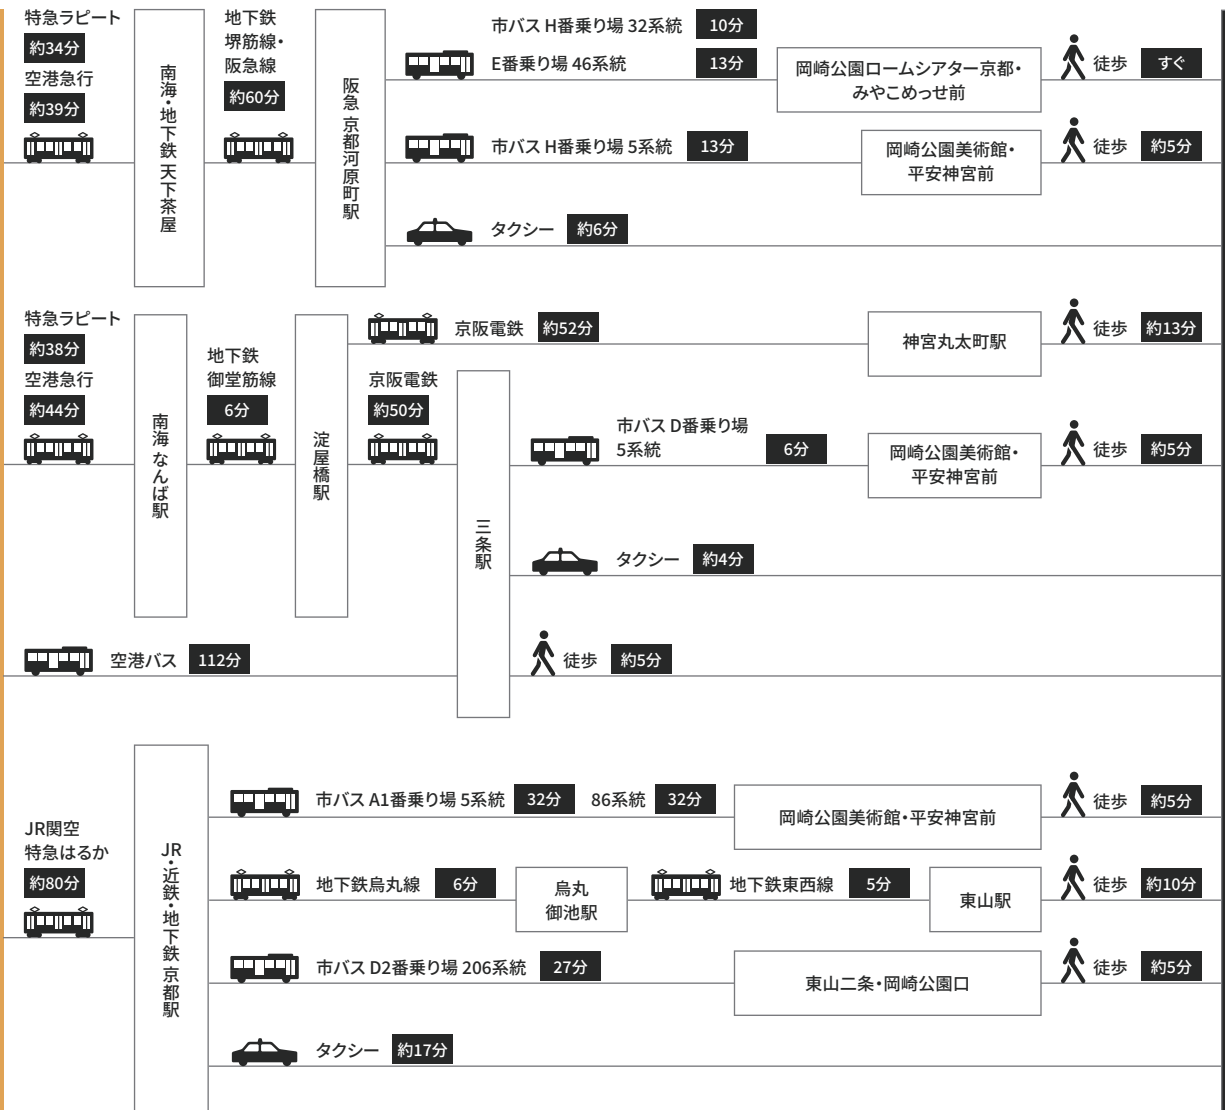 特急ラピート
約34分
空港急行
約39分
南海・地下鉄 天下茶屋
地下鉄
堺筋線・
阪急線
約60分
阪急 京都河原町駅
市バス H番乗り場 32系統 10分
E番乗り場 46系統 13分
岡崎公園ロームシアター京都・
みやこめっせ前
徒歩 すぐ
市バス H番乗り場 5系統 13分
岡崎公園美術館・
平安神宮前
徒歩 約5分
タクシー 約6分
特急ラピート
約38分
空港急行
約44分
南海 なんば駅
地下鉄
御堂筋線
6分
淀屋橋駅
京阪電鉄 約52分
神宮丸太町駅
徒歩 約13分
京阪電鉄
約50分
三条駅
市バス D番乗り場
5系統 6分
岡崎公園美術館・
平安神宮前
徒歩 約5分
タクシー 約4分
空港バス 112分
徒歩 約5分
JR関空
特急はるか
約80分
JR・近鉄・地下鉄 京都駅
市バス A1番乗り場 5系統 32分 86系統 32分
岡崎公園美術館・平安神宮前
徒歩 約5分
地下鉄烏丸線 6分
烏丸
御池駅
地下鉄東西線 5分
東山駅
徒歩 約10分
市バス D2番乗り場 206系統 27分
東山二条・岡崎公園口
徒歩 約5分
タクシー 約17分